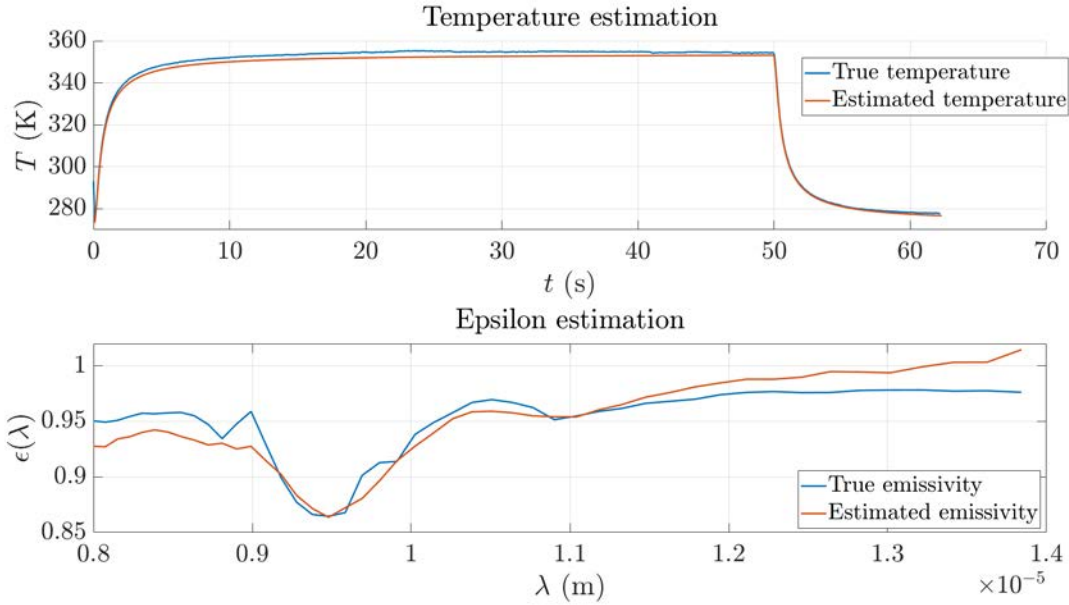 Temperature estimation
360
340
320
300
280
T (K)
True temperature
Estimated temperature
0 10 20 30 40 50 60 70
t (s)
Epsilon estimation
1
0.95
0.9
0.85
ϵ(λ)
True emissivity
Estimated emissivity
0.8 0.9 1 1.1 1.2 1.3 1.4
λ (m)
×10⁻⁵